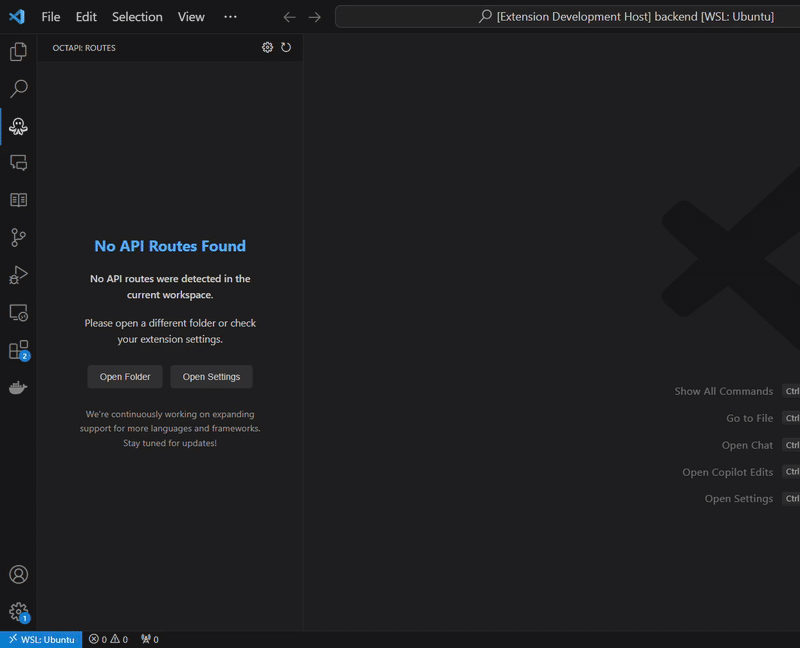 File Edit Selection View ···
[Extension Development Host] backend [WSL: Ubuntu]
OCTAPI: ROUTES
No API Routes Found
No API routes were detected in the
current workspace.
Please open a different folder or check
your extension settings.
Open Folder Open Settings
We're continuously working on expanding
support for more languages and frameworks.
Stay tuned for updates!
Show All Commands Ctrl
Go to File Ctrl
Open Chat Ctrl
Open Copilot Edits Ctrl
Open Settings Ctrl
2
1
WSL: Ubuntu 0 0 0